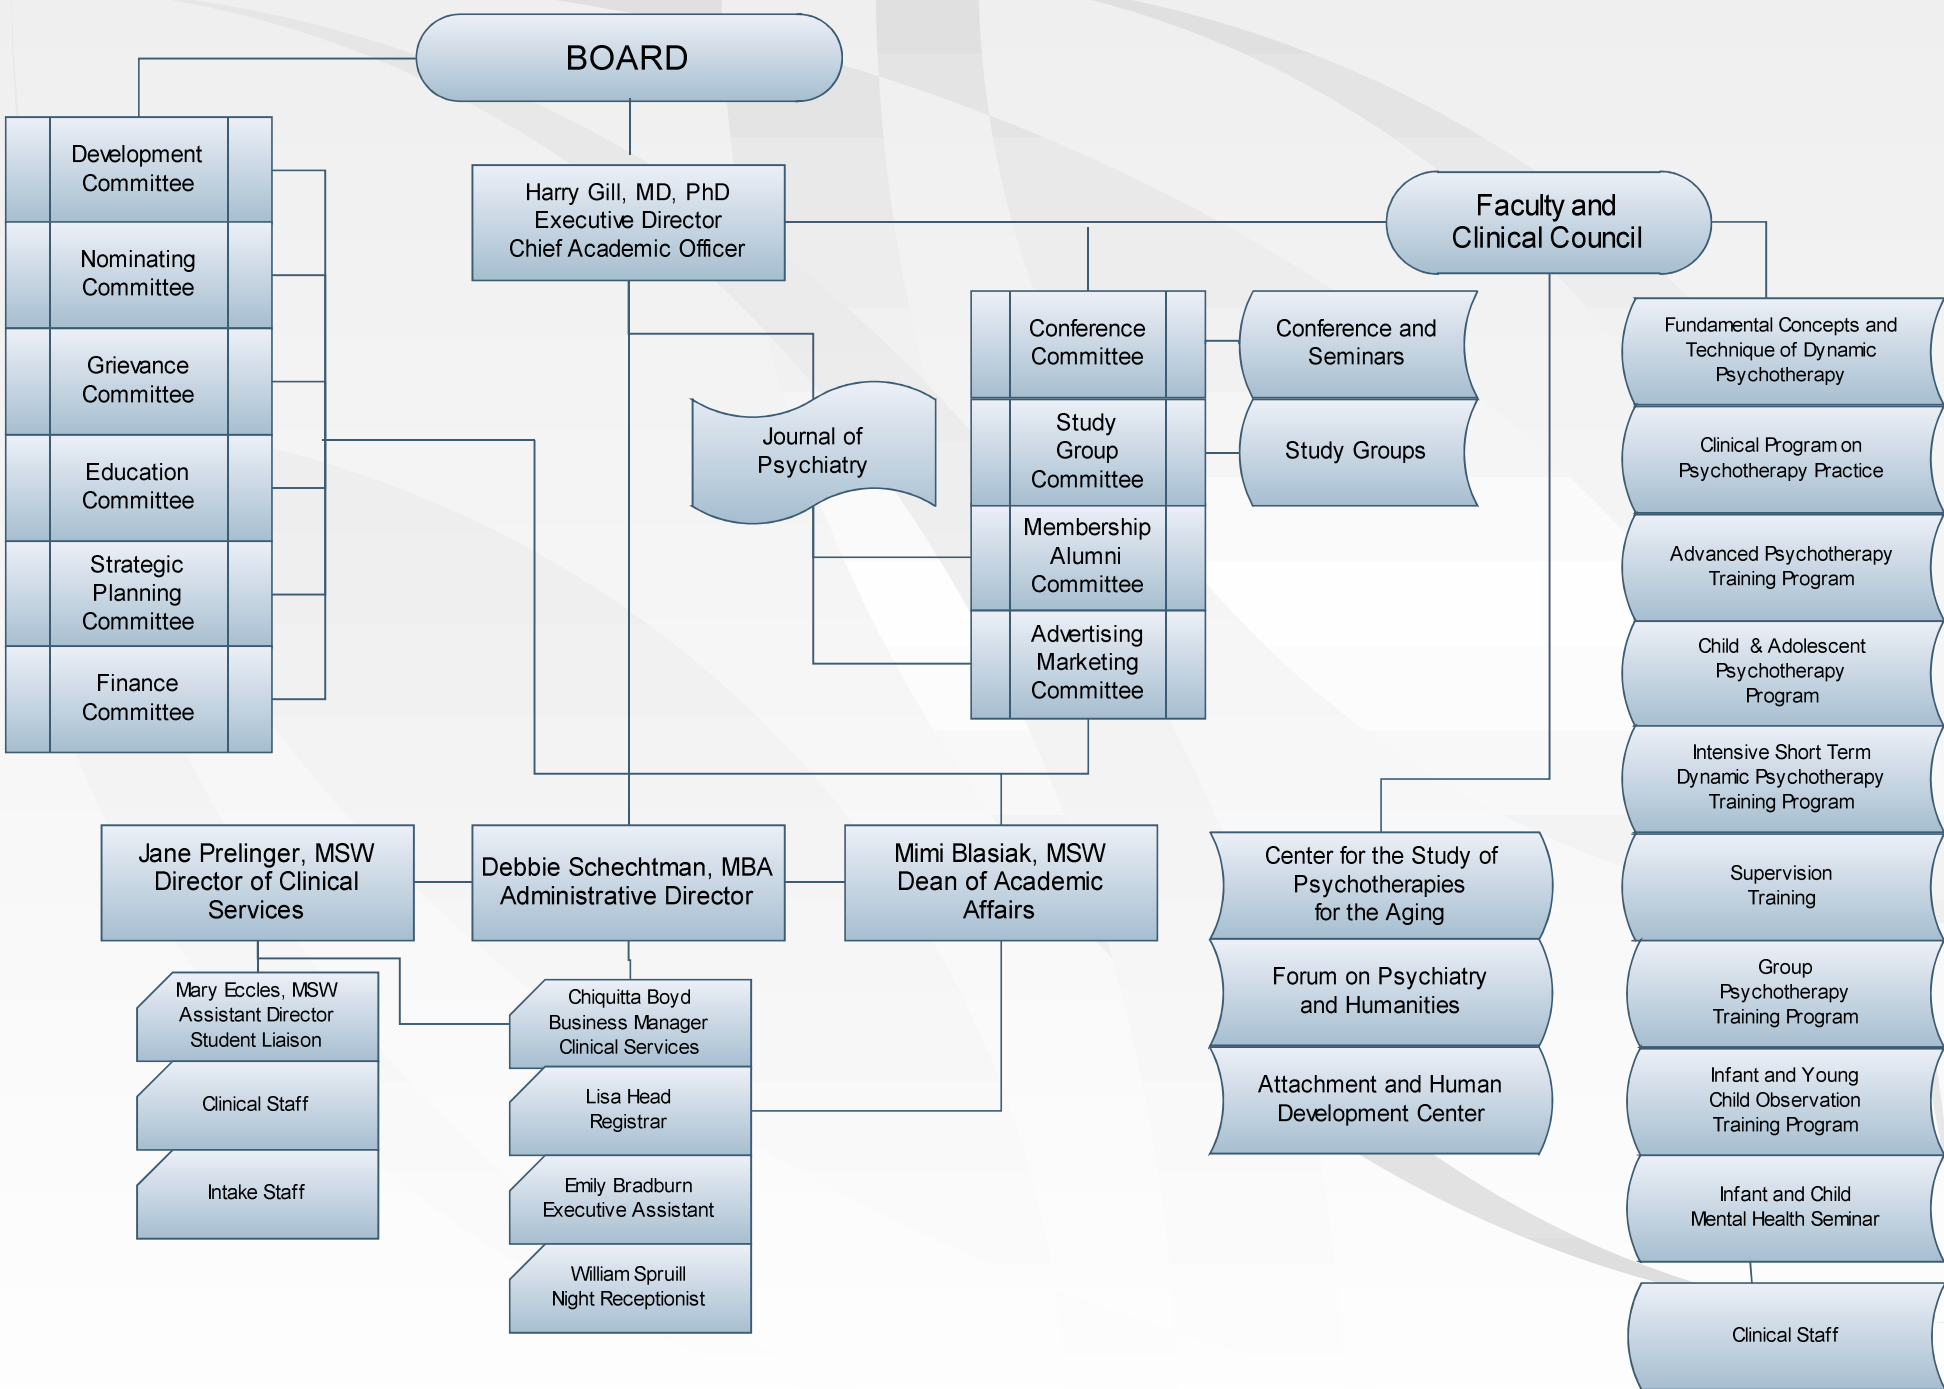 BOARD
Development
Committee
Nominating
Committee
Grievance
Committee
Education
Committee
Strategic
Planning
Committee
Finance
Committee
Harry Gill, MD, PhD
Executive Director
Chief Academic Officer
Faculty and
Clinical Council
Journal of
Psychiatry
Conference
Committee
Study
Group
Committee
Membership
Alumni
Committee
Advertising
Marketing
Committee
Conference and
Seminars
Study Groups
Fundamental Concepts and
Technique of Dynamic
Psychotherapy
Clinical Program on
Psychotherapy Practice
Advanced Psychotherapy
Training Program
Child & Adolescent
Psychotherapy
Program
Intensive Short Term
Dynamic Psychotherapy
Training Program
Supervision
Training
Group
Psychotherapy
Training Program
Infant and Young
Child Observation
Training Program
Infant and Child
Mental Health Seminar
Clinical Staff
Jane Prelinger, MSW
Director of Clinical
Services
Debbie Schechtman, MBA
Administrative Director
Mimi Blasiak, MSW
Dean of Academic
Affairs
Center for the Study of
Psychotherapies
for the Aging
Forum on Psychiatry
and Humanities
Attachment and Human
Development Center
Mary Eccles, MSW
Assistant Director
Student Liaison
Clinical Staff
Intake Staff
Chiquitta Boyd
Business Manager
Clinical Services
Lisa Head
Registrar
Emily Bradburn
Executive Assistant
William Spruill
Night Receptionist